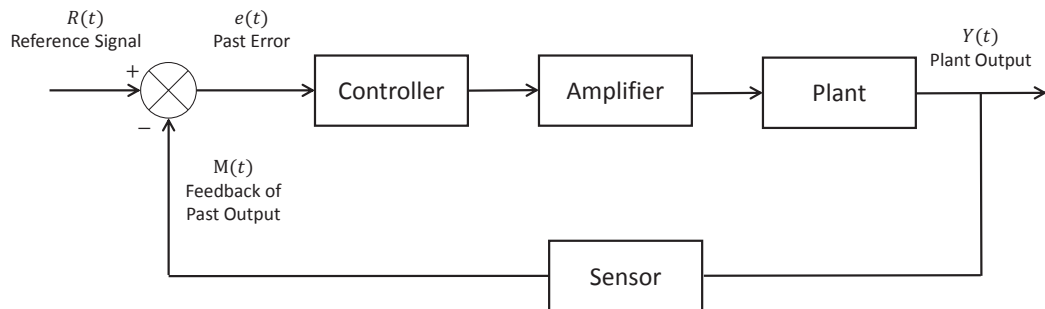 R(t)
Reference Signal
e(t)
Past Error
Y(t)
Plant Output
+
−
Controller
Amplifier
Plant
M(t)
Feedback of
Past Output
Sensor